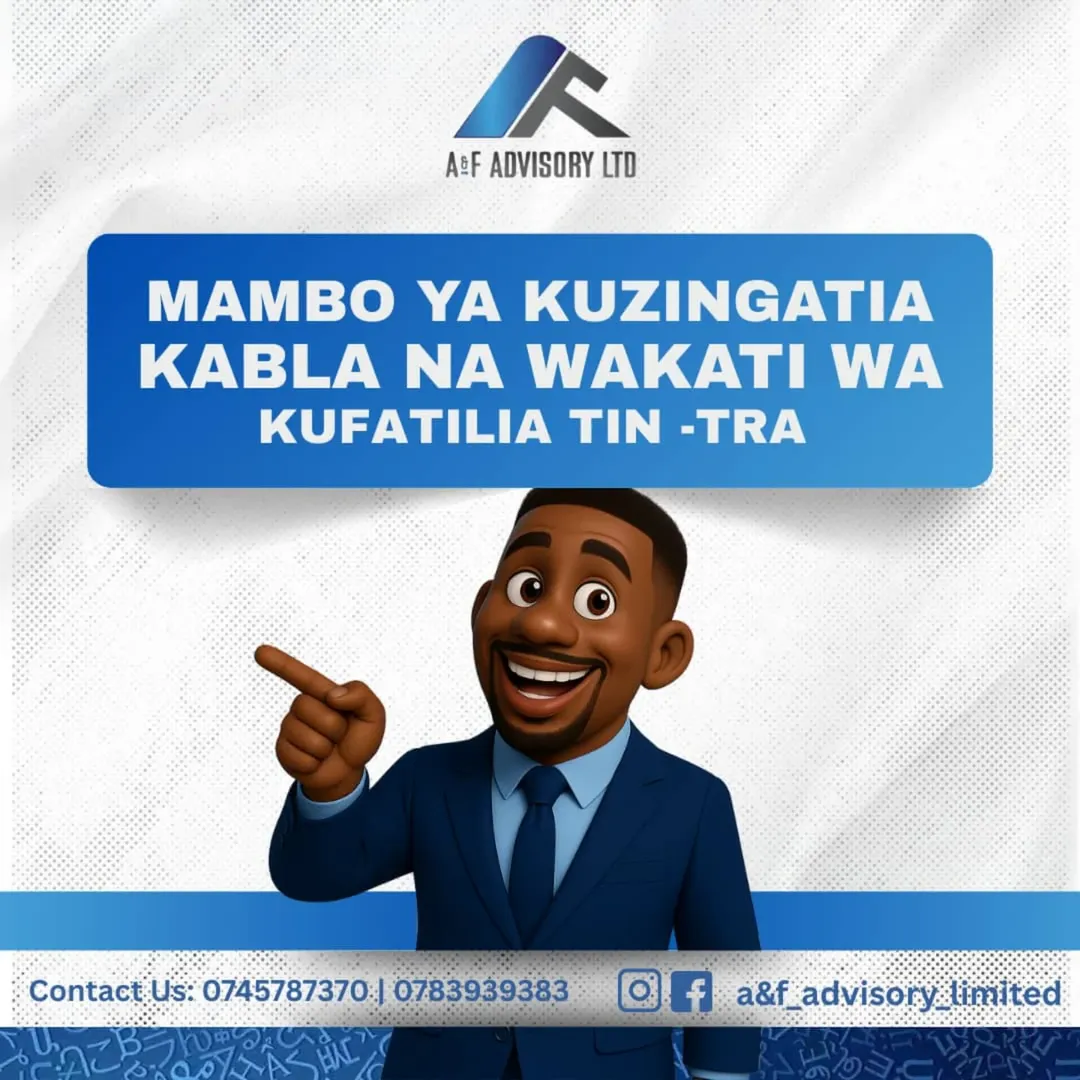 A&F ADVISORY LTD
MAMBO YA KUZINGATIA
KABLA NA WAKATI WA
KUFATILIA TIN -TRA
Contact Us: 0745787370 | 0783939383
a&f_advisory_limited